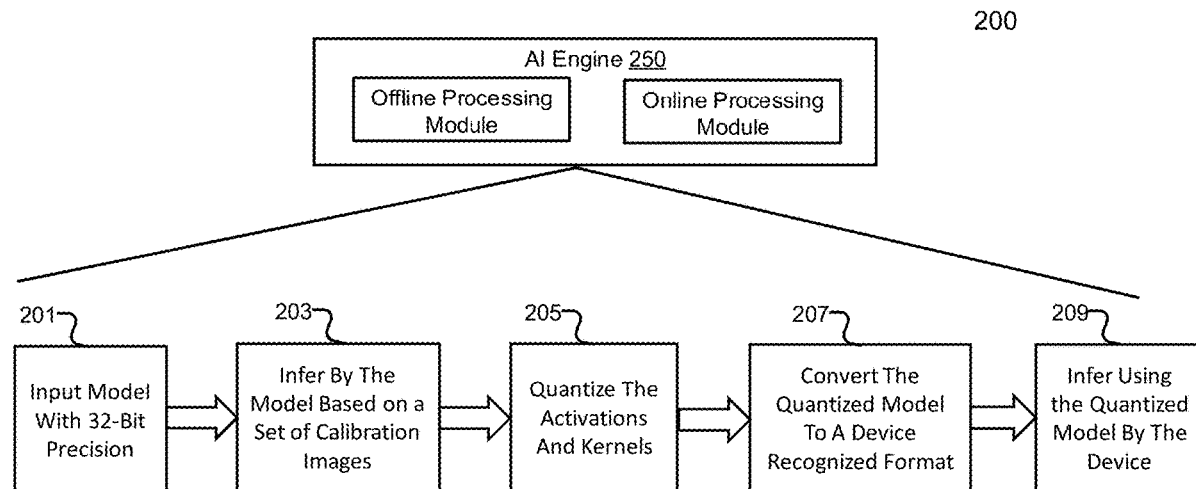 200
AI Engine 250
Offline Processing
Module
Online Processing
Module
201
Input Model
With 32-Bit
Precision
203
Infer By The
Model Based on a
Set of Calibration
Images
205
Quantize The
Activations
And Kernels
207
Convert The
Quantized Model
To A Device
Recognized Format
209
Infer Using
the Quantized
Model By The
Device